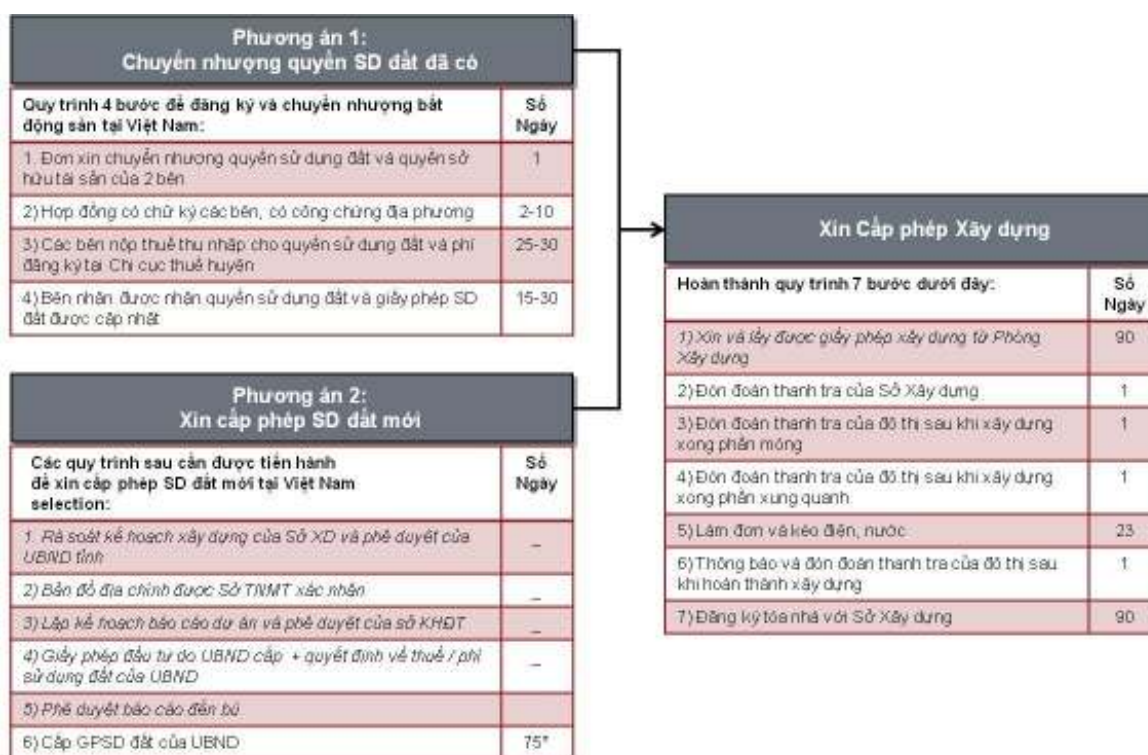 Phương án 1:
Chuyển nhượng quyền SD đất đã có
Quy trình 4 bước để đăng ký và chuyển nhượng bất
động sản tại Việt Nam:
Số
Ngày
1. Đơn xin chuyển nhượng quyền sử dụng đất và quyền sở
hữu tài sản của 2 bên
1
2) Hợp đồng có chữ ký các bên, có công chứng địa phương
2-10
3) Các bên nộp thuế thu nhập cho quyền sử dụng đất và phí
đăng ký tại Chi cục thuế huyện
25-30
4) Bên nhận được nhận quyền sử dụng đất và giấy phép SD
đất được cập nhật
15-30
Phương án 2:
Xin cấp phép SD đất mới
Các quy trình sau cần được tiến hành
để xin cấp phép SD đất mới tại Việt Nam
selection:
Số
Ngày
1. Rà soát kế hoạch xây dựng của Sở XD và phê duyệt của
UBND tỉnh
_
2) Bản đồ địa chính được Sở TNMT xác nhận
_
3) Lập kế hoạch báo cáo dự án và phê duyệt của sở KHĐT
_
4) Giấy phép đầu tư do UBND cấp + quyết định về thuế / phí
sử dụng đất của UBND
_
5) Phê duyệt báo cáo đền bù
6) Cấp GPSD đất của UBND
75*
Xin Cấp phép Xây dựng
Hoàn thành quy trình 7 bước dưới đây:
Số
Ngày
1) Xin và lấy được giấy phép xây dựng từ Phòng
Xây dựng
90
2) Đón đoàn thanh tra của Sở Xây dựng
1
3) Đón đoàn thanh tra của đô thị sau khi xây dựng
xong phần móng
1
4) Đón đoàn thanh tra của đô thị sau khi xây dựng
xong phần xung quanh
1
5) Làm đơn và kéo điện, nước
23
6) Thông báo và đón đoàn thanh tra của đô thị sau
khi hoàn thành xây dựng
1
7) Đăng ký tòa nhà với Sở Xây dựng
90